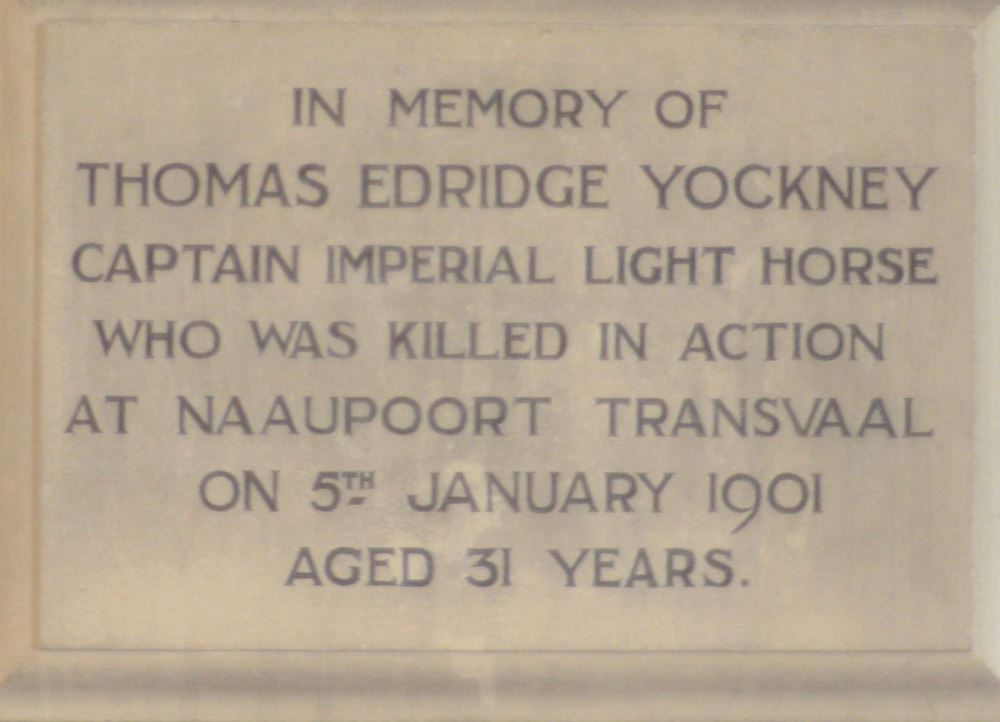 IN MEMORY OF
THOMAS EDRIDGE YOCKNEY
CAPTAIN IMPERIAL LIGHT HORSE
WHO WAS KILLED IN ACTION
AT NAAUPOORT TRANSVAAL
ON 5TH JANUARY 1901
AGED 31 YEARS.